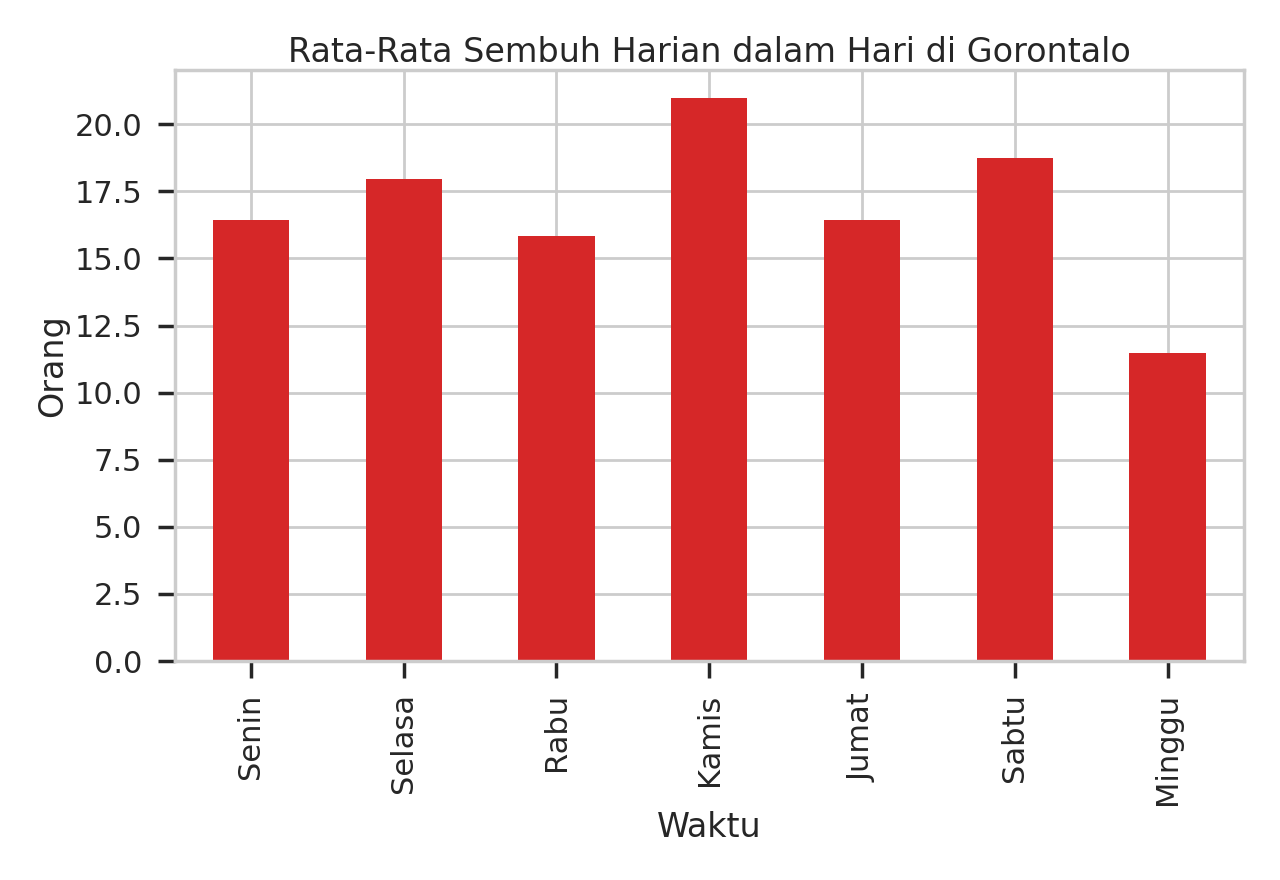 Rata-Rata Sembuh Harian dalam Hari di Gorontalo
Orang
20.0
17.5
15.0
12.5
10.0
7.5
5.0
2.5
0.0
Senin
Selasa
Rabu
Kamis
Jumat
Sabtu
Minggu
Waktu